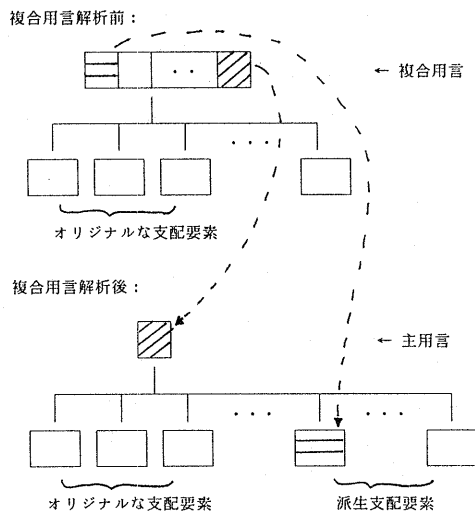 複合用言解析前：
← 複合用言
オリジナルな支配要素
複合用言解析後：
← 主用言
オリジナルな支配要素
派生支配要素